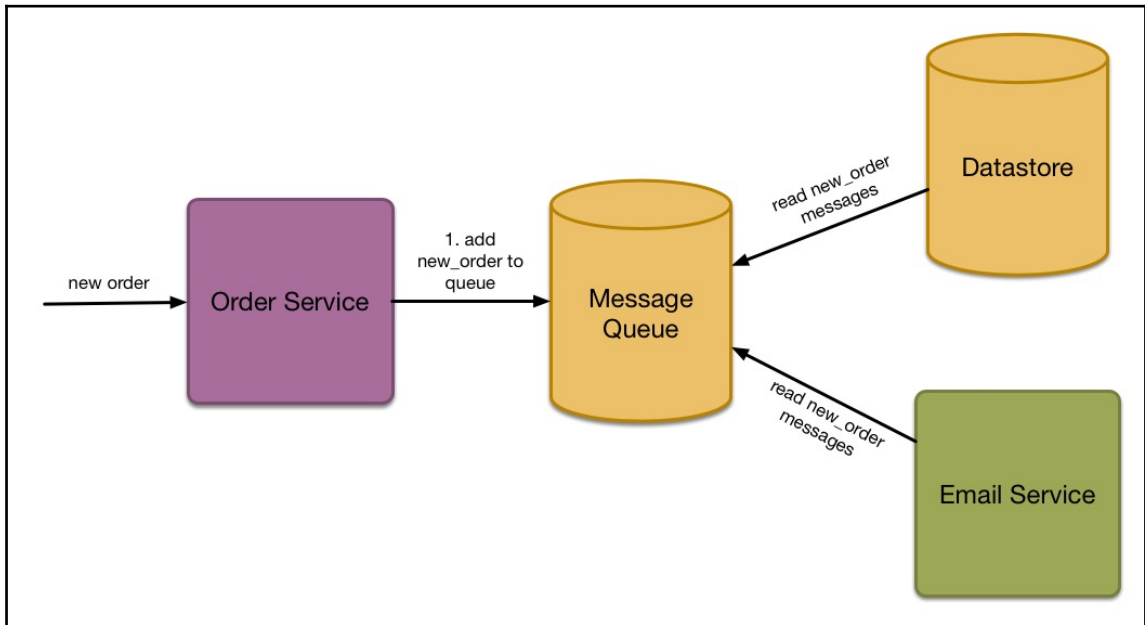 new order
Order Service
1. add
new_order to
queue
Message
Queue
read new_order
messages
Datastore
read new_order
messages
Email Service